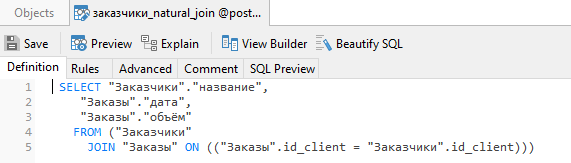 Objects
заказчики_natural_join @post...
Save Preview Explain View Builder Beautify SQL
Definition Rules Advanced Comment SQL Preview
1 SELECT "Заказчики"."название",
2 "Заказы"."дата",
3 "Заказы"."объём"
4 FROM ("Заказчики"
5 JOIN "Заказы" ON (("Заказы".id_client = "Заказчики".id_client)))